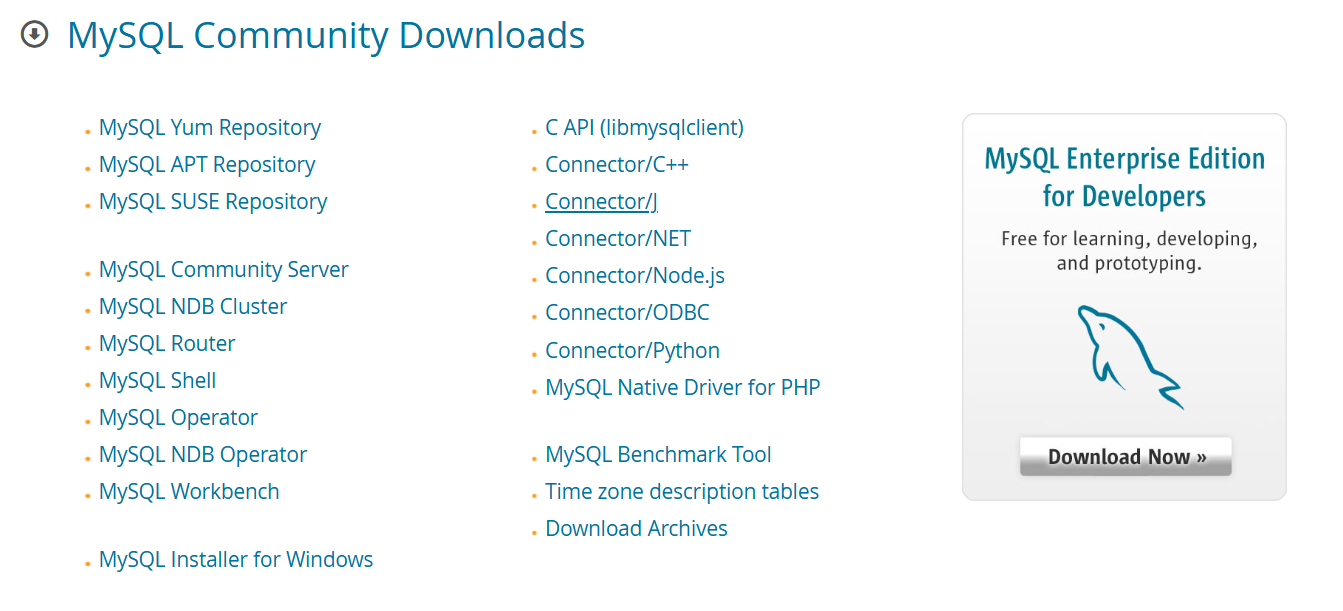 MySQL Community Downloads
MySQL Yum Repository
MySQL APT Repository
MySQL SUSE Repository
MySQL Community Server
MySQL NDB Cluster
MySQL Router
MySQL Shell
MySQL Operator
MySQL NDB Operator
MySQL Workbench
MySQL Installer for Windows
C API (libmysqlclient)
Connector/C++
Connector/J
Connector/NET
Connector/Node.js
Connector/ODBC
Connector/Python
MySQL Native Driver for PHP
MySQL Benchmark Tool
Time zone description tables
Download Archives
MySQL Enterprise Edition
for Developers
Free for learning, developing,
and prototyping.
Download Now »